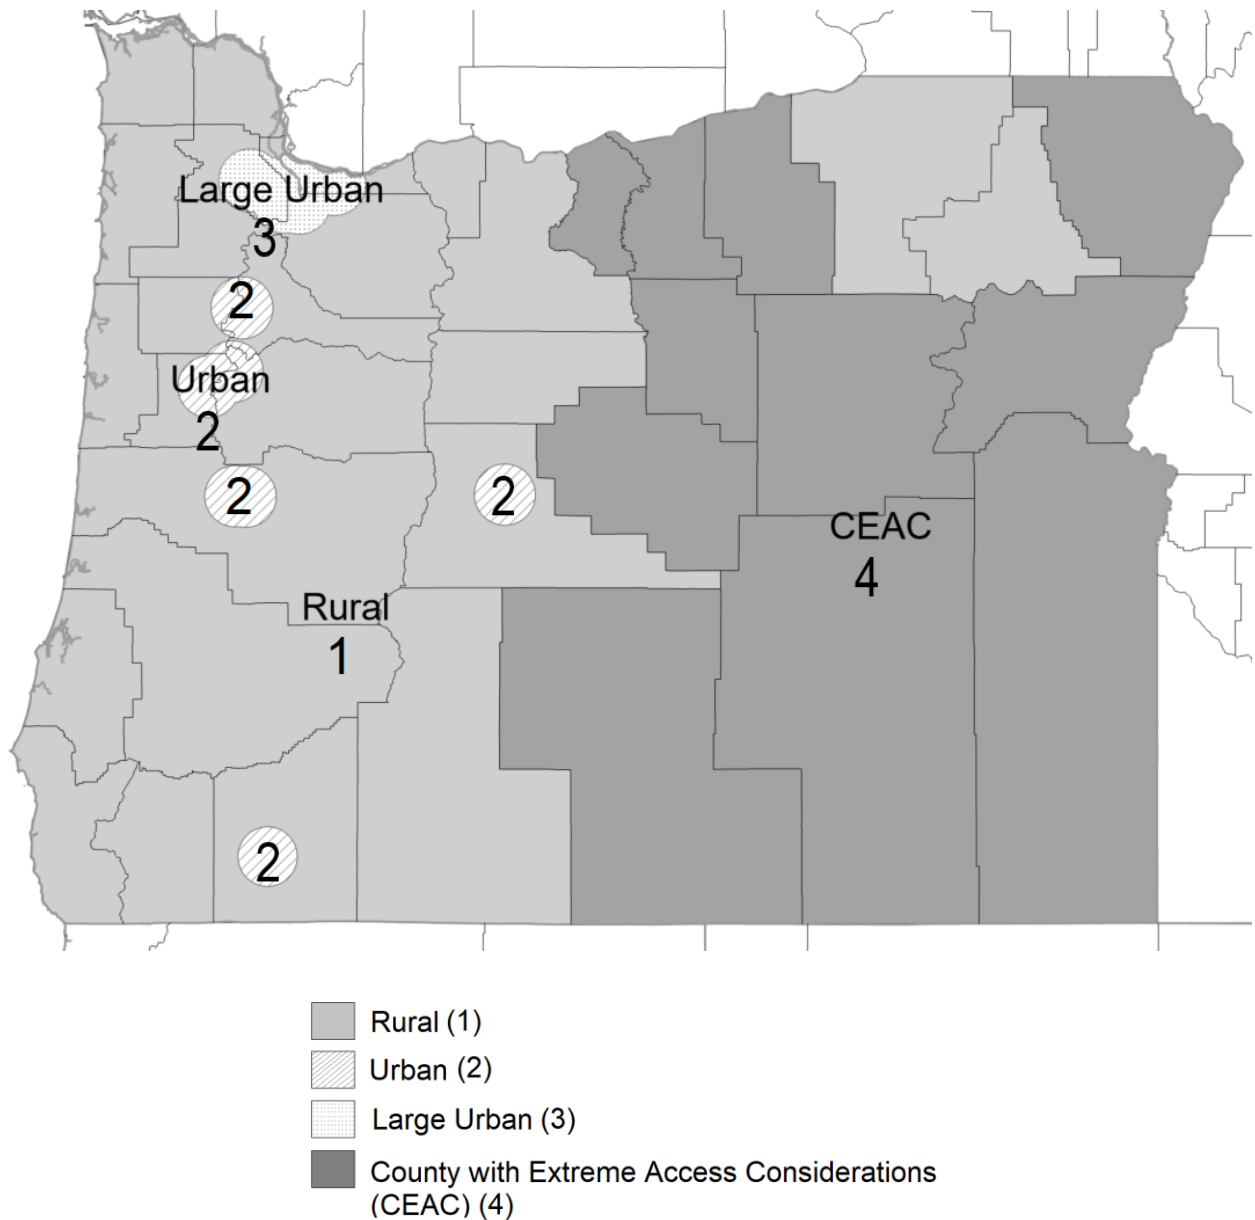 Large Urban
3
2
Urban
2
2
2
CEAC
4
Rural
1
2
Rural (1)
Urban (2)
Large Urban (3)
County with Extreme Access Considerations
(CEAC) (4)